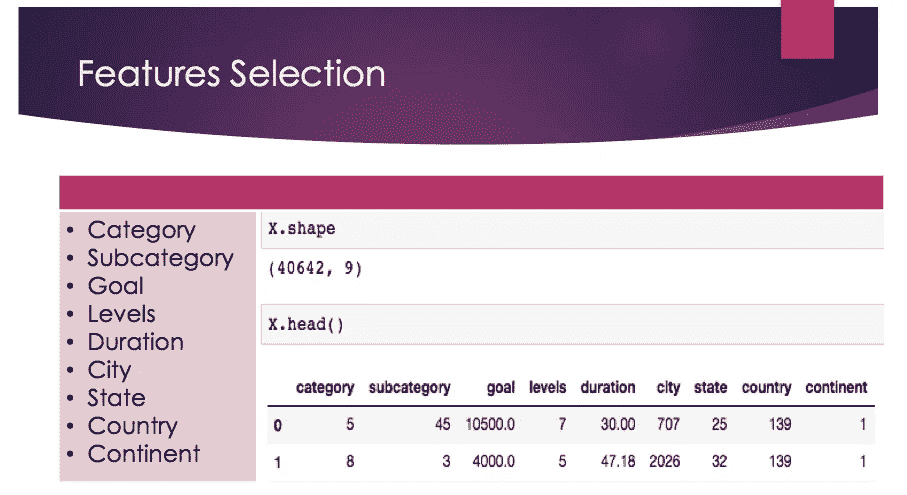 Features Selection
• Category
• Subcategory
• Goal
• Levels
• Duration
• City
• State
• Country
• Continent
X.shape
(40642, 9)
X.head()
category subcategory goal levels duration city state country continent
0 5 45 10500.0 7 30.00 707 25 139 1
1 8 3 4000.0 5 47.18 2026 32 139 1